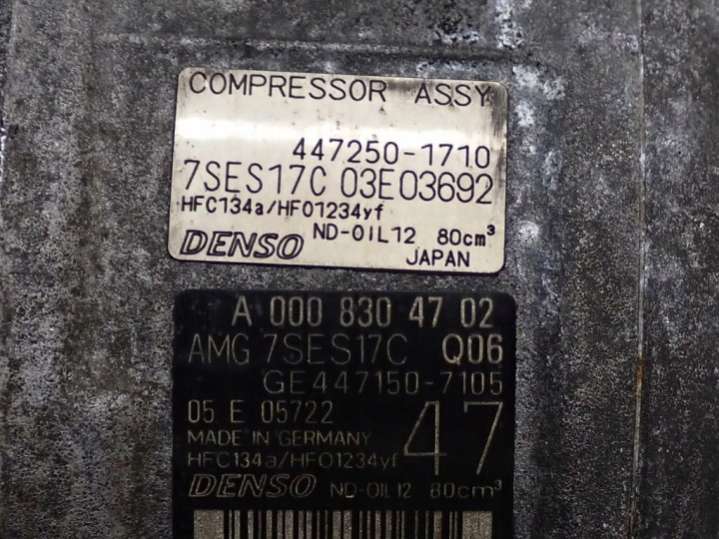 COMPRESSOR ASSY
447250-1710
7SES17C 03E03692
HFC134a/HFO1234yf
DENSO ND-OIL12 80cm³
JAPAN
A 000 830 47 02
AMG 7SES17C Q06
GE447150-7105
05 E 05722 47
MADE IN GERMANY
HFC134a/HFO1234yf
DENSO ND-OIL12 80cm³